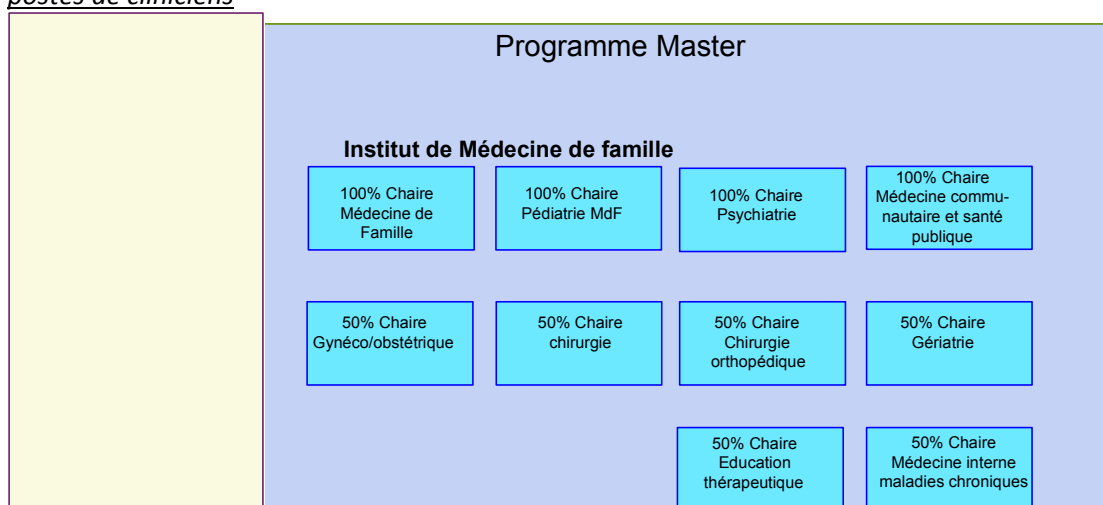 postes de cliniciens
Programme Master
Institut de Médecine de famille
100% Chaire
Médecine de
Famille
100% Chaire
Pédiatrie MdF
100% Chaire
Psychiatrie
100% Chaire
Médecine commu-
nautaire et santé
publique
50% Chaire
Gynéco/obstétrique
50% Chaire
chirurgie
50% Chaire
Chirurgie
orthopédique
50% Chaire
Gériatrie
50% Chaire
Education
thérapeutique
50% Chaire
Médecine interne
maladies chroniques